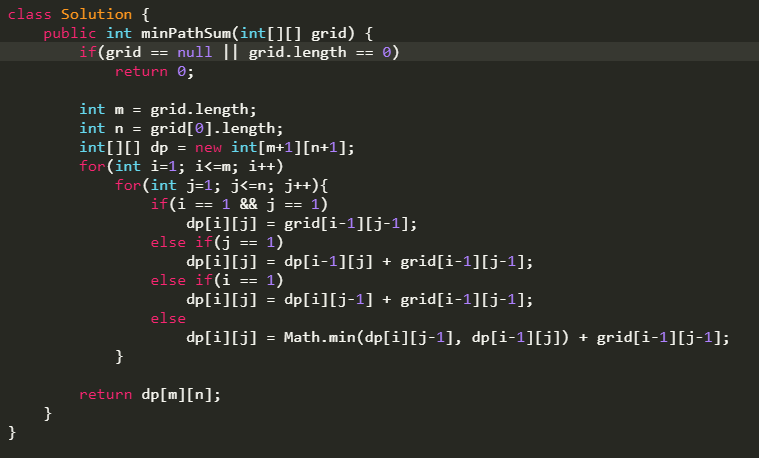 class Solution {
    public int minPathSum(int[][] grid) {
        if(grid == null || grid.length == 0)
            return 0;

        int m = grid.length;
        int n = grid[0].length;
        int[][] dp = new int[m+1][n+1];
        for(int i=1; i<=m; i++)
            for(int j=1; j<=n; j++){
                if(i == 1 && j == 1)
                    dp[i][j] = grid[i-1][j-1];
                else if(j == 1)
                    dp[i][j] = dp[i-1][j] + grid[i-1][j-1];
                else if(i == 1)
                    dp[i][j] = dp[i][j-1] + grid[i-1][j-1];
                else
                    dp[i][j] = Math.min(dp[i][j-1], dp[i-1][j]) + grid[i-1][j-1];
            }

        return dp[m][n];
    }
}